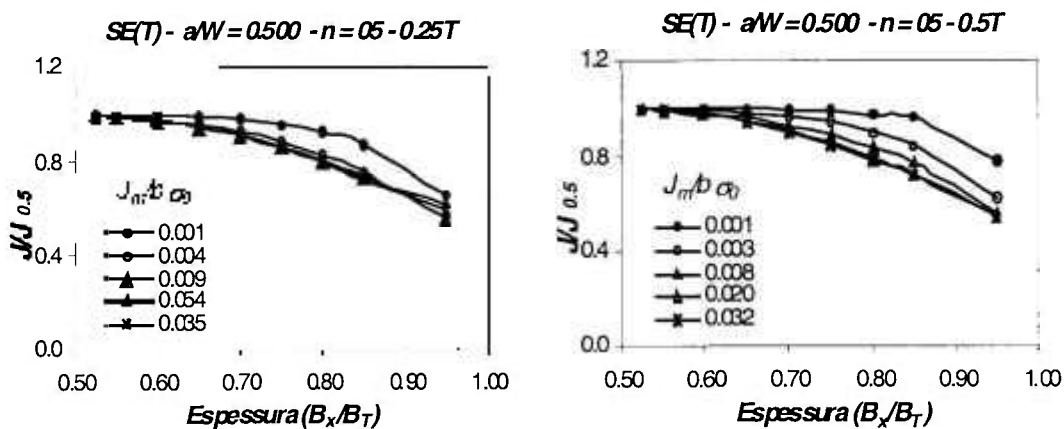 SE(T) - a/W = 0.500 - n = 05 - 0.25T
1.2
0.8
0.4
0.0
J/J 0.5
Jm/b σ0
0.001
0.004
0.009
0.054
0.035
0.50 0.60 0.70 0.80 0.90 1.00
Espessura (BX/BT)
SE(T) - a/W = 0.500 - n = 05 - 0.5T
1.2
0.8
0.4
0.0
J/J 0.5
Jm/b σ0
0.001
0.003
0.008
0.020
0.032
0.50 0.60 0.70 0.80 0.90 1.00
Espessura (BX/BT)